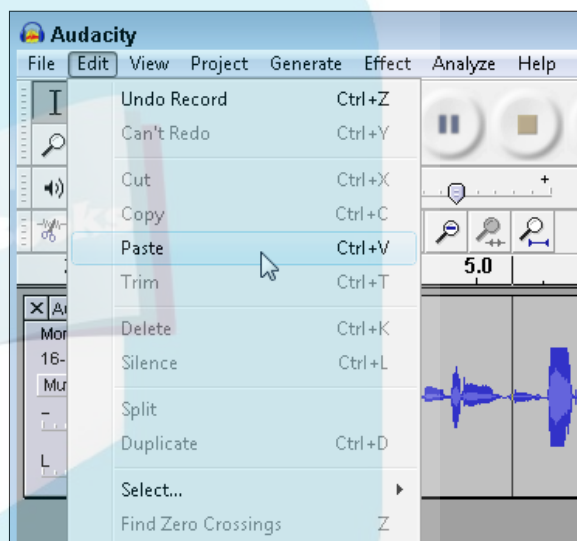 Audacity
File Edit View Project Generate Effect Analyze Help
Undo Record Ctrl+Z
Can't Redo Ctrl+Y
Cut Ctrl+X
Copy Ctrl+C
Paste Ctrl+V
5.0
Trim Ctrl+T
Delete Ctrl+K
16-
Silence Ctrl+L
Split
Duplicate Ctrl+D
L
Select...
Find Zero Crossings Z